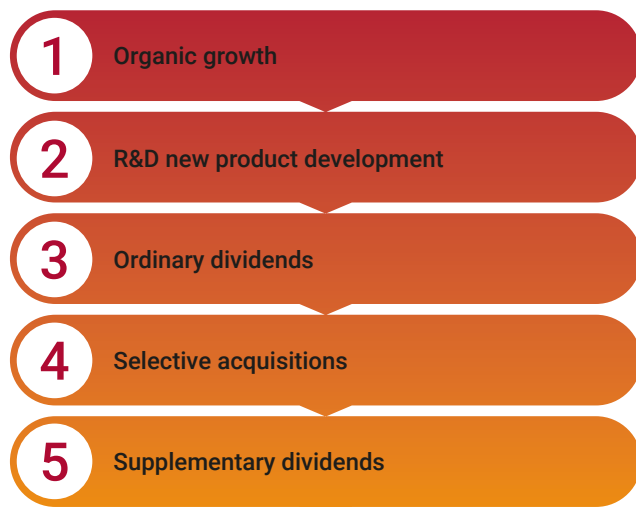 1 Organic growth
2 R&D new product development
3 Ordinary dividends
4 Selective acquisitions
5 Supplementary dividends